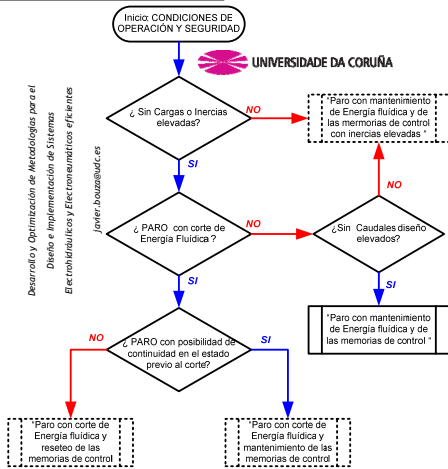 Inicio: CONDICIONES DE
OPERACIÓN Y SEGURIDAD
UNIVERSIDADE DA CORUÑA
¿ Sin Cargas o Inercias
elevadas?
NO
"Paro con mantenimiento
de Energía fluídica y de
las memorias de control
con inercias elevadas "
SI
NO
¿ PARO con corte de
Energía Fluídica ?
NO
¿Sin Caudales diseño
elevados?
SI
SI
"Paro con mantenimiento
de Energía fluídica y de
las memorias de control "
¿ PARO con posibilidad de
continuidad en el estado
previo al corte?
NO
SI
"Paro con corte de
Energía fluídica y
reseteo de las
memorias de control
"Paro con corte de
Energía fluídica y
mantenimiento de las
memorias de control
Desarrollo y Optimización de Metodologías para el
Diseño e Implementación de Sistemas
Electrohidráulicos y Electroneumáticos eficientes
javier.bouza@udc.es